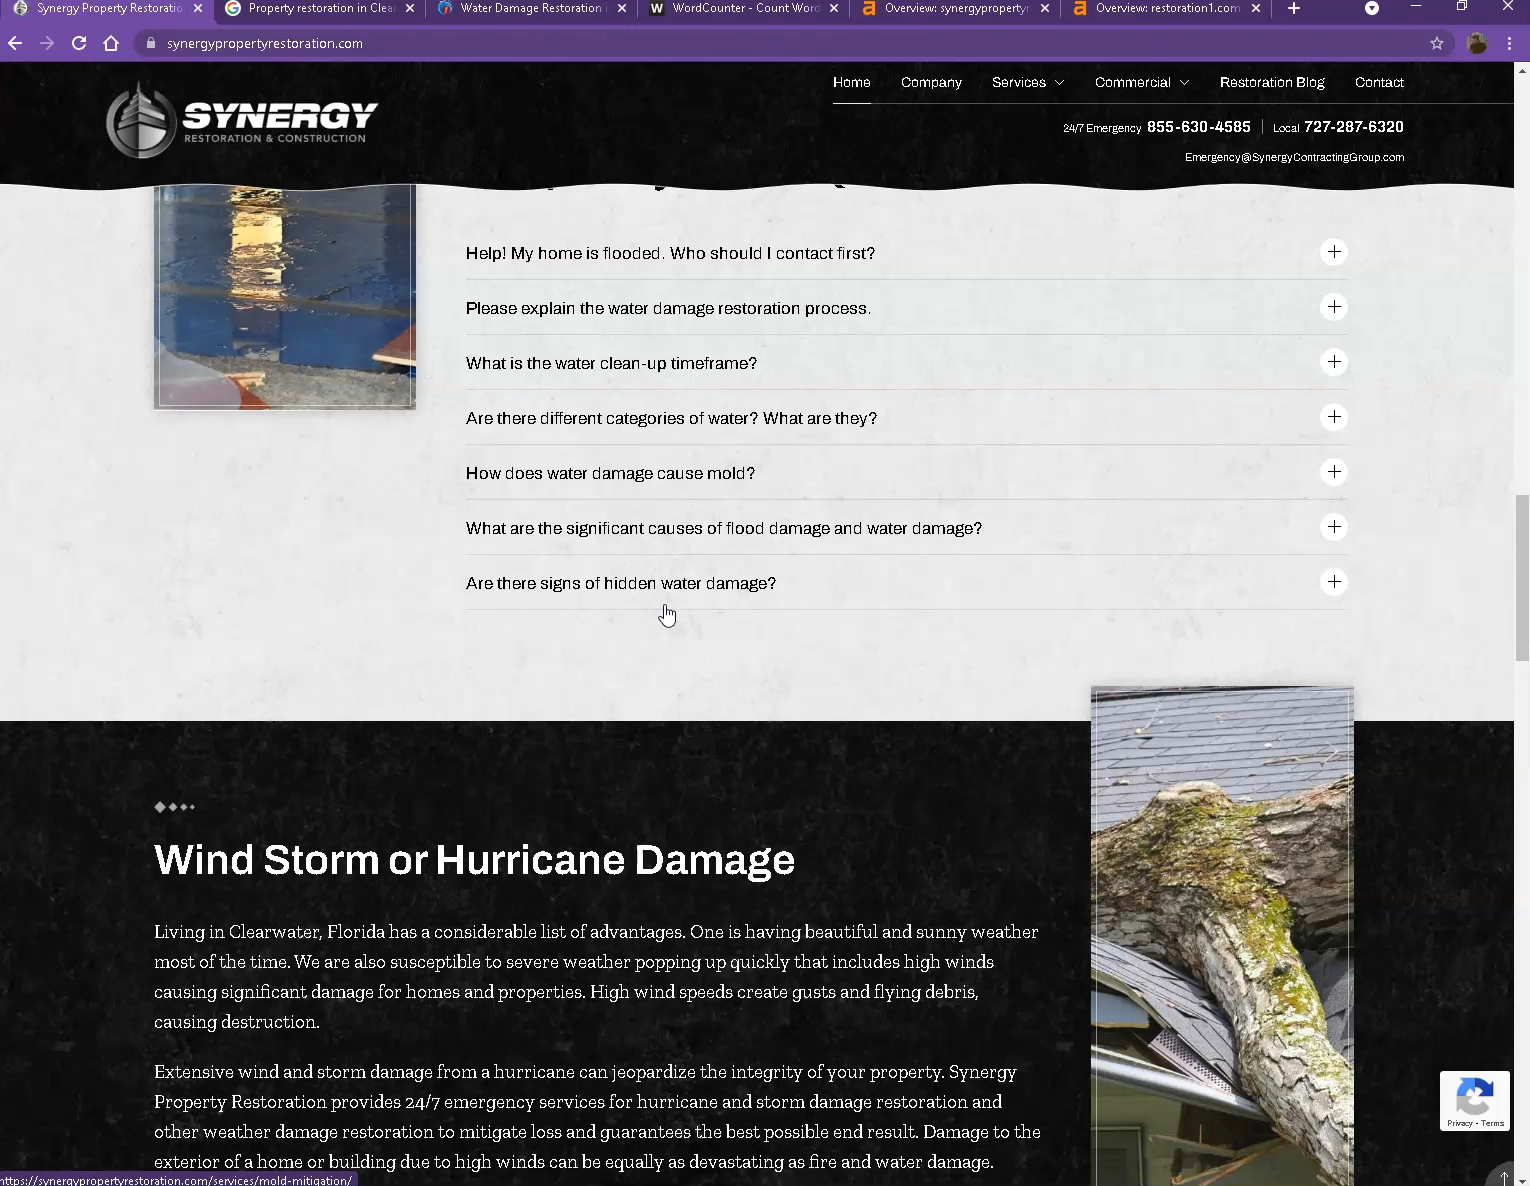 Synergy Property Restoratio
Property restoration in Clea
Water Damage Restoration i
WordCounter - Count Word
Overview: synergypropertyr
Overview: restoration1.com
synergypropertyrestoration.com
SYNERGY
RESTORATION & CONSTRUCTION
Home Company Services Commercial Restoration Blog Contact
24/7 Emergency 855-630-4585 | Local 727-287-6320
Emergency@SynergyContractingGroup.com
Help! My home is flooded. Who should I contact first?
Please explain the water damage restoration process.
What is the water clean-up timeframe?
Are there different categories of water? What are they?
How does water damage cause mold?
What are the significant causes of flood damage and water damage?
Are there signs of hidden water damage?
Wind Storm or Hurricane Damage
Living in Clearwater, Florida has a considerable list of advantages. One is having beautiful and sunny weather
most of the time. We are also susceptible to severe weather popping up quickly that includes high winds
causing significant damage for homes and properties. High wind speeds create gusts and flying debris,
causing destruction.
Extensive wind and storm damage from a hurricane can jeopardize the integrity of your property. Synergy
Property Restoration provides 24/7 emergency services for hurricane and storm damage restoration and
other weather damage restoration to mitigate loss and guarantees the best possible end result. Damage to the
exterior of a home or building due to high winds can be equally as devastating as fire and water damage.
Privacy - Terms
https://synergypropertyrestoration.com/services/mold-mitigation/